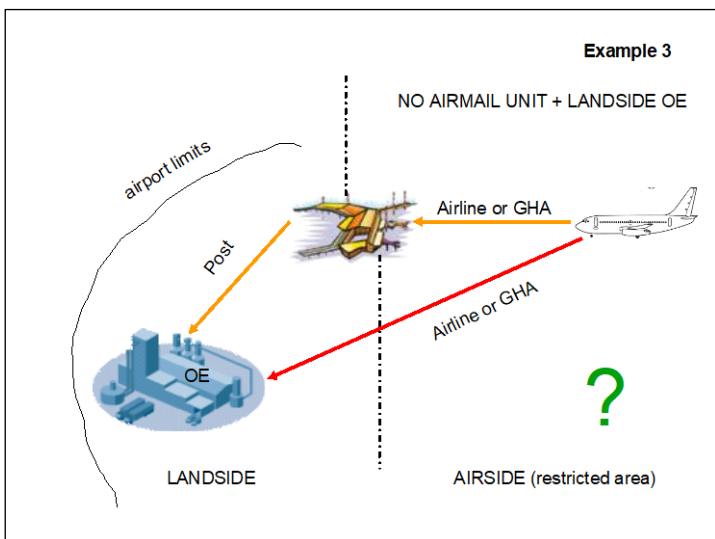 Example 3
NO AIRMAIL UNIT + LANDSIDE OE
airport limits
Airline or GHA
Post
Airline or GHA
OE
?
LANDSIDE
AIRSIDE (restricted area)